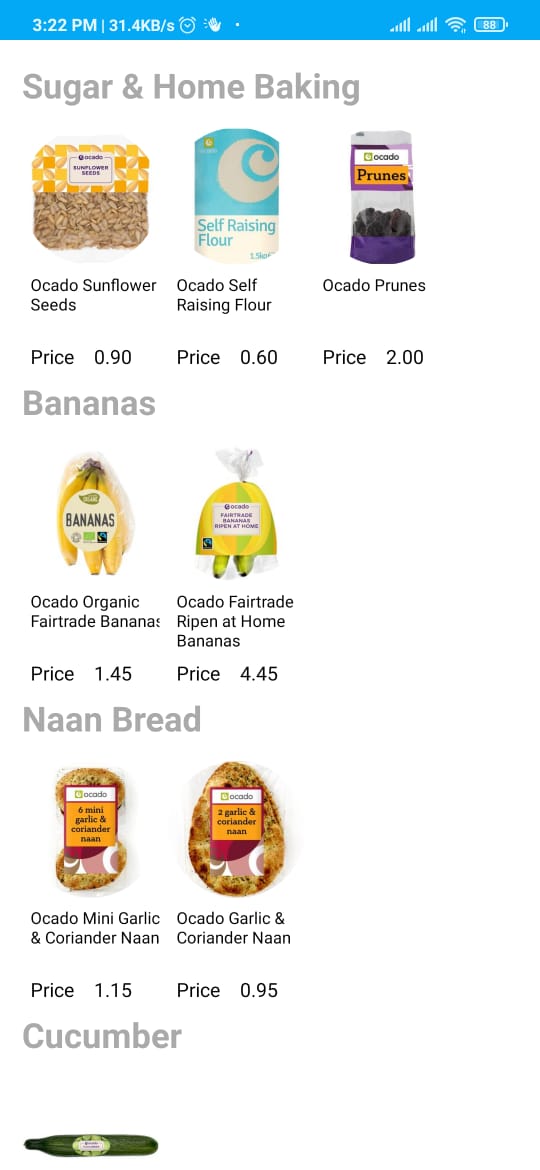 3:22 PM | 31.4KB/s
88
Sugar & Home Baking
ocado
SUNFLOWER
SEEDS
Self Raising
Flour
1.5kg
ocado
Prunes
Ocado Sunflower
Seeds
Ocado Self
Raising Flour
Ocado Prunes
Price 0.90
Price 0.60
Price 2.00
Bananas
ORGANIC
BANANAS
ocado
FAIRTRADE
BANANAS
RIPEN AT HOME
Ocado Organic
Fairtrade Bananas
Ocado Fairtrade
Ripen at Home
Bananas
Price 1.45
Price 4.45
Naan Bread
ocado
6 mini
garlic &
coriander
naan
ocado
2 garlic &
coriander
naan
Ocado Mini Garlic
& Coriander Naan
Ocado Garlic &
Coriander Naan
Price 1.15
Price 0.95
Cucumber